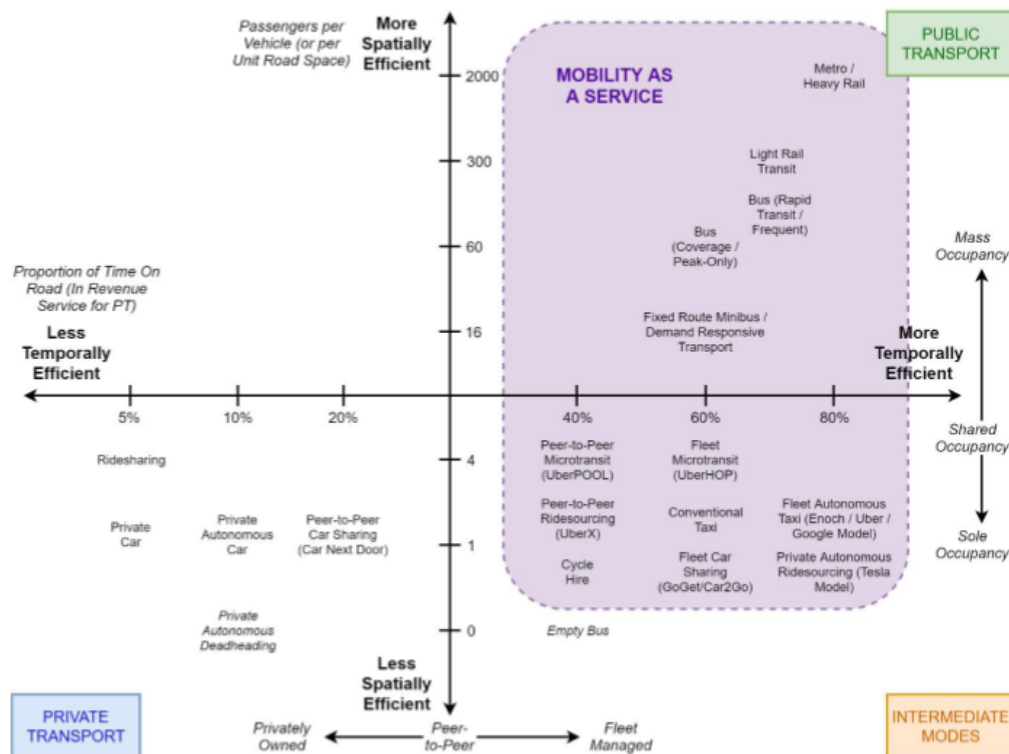 Passengers per
Vehicle (or per
Unit Road Space)
More
Spatially
Efficient
PUBLIC
TRANSPORT
2000
MOBILITY AS
A SERVICE
Metro /
Heavy Rail
300
Light Rail
Transit
Bus (Rapid
Transit /
Frequent)
60
Bus
(Coverage /
Peak-Only)
Mass
Occupancy
Proportion of Time On
Road (In Revenue
Service for PT)
16
Fixed Route Minibus /
Demand Responsive
Transport
Less
Temporally
Efficient
More
Temporally
Efficient
5%
10%
20%
40%
60%
80%
Shared
Occupancy
Ridesharing
4
Peer-to-Peer
Microtransit
(UberPOOL)
Fleet
Microtransit
(UberHOP)
Private
Car
Private
Autonomous
Car
Peer-to-Peer
Car Sharing
(Car Next Door)
1
Peer-to-Peer
Ridesourcing
(UberX)
Conventional
Taxi
Fleet Autonomous
Taxi (Enoch / Uber /
Google Model)
Sole
Occupancy
Cycle
Hire
Fleet Car
Sharing
(GoGet/Car2Go)
Private Autonomous
Ridesourcing (Tesla
Model)
Private
Autonomous
Deadheading
0
Empty Bus
Less
Spatially
Efficient
PRIVATE
TRANSPORT
Privately
Owned
Peer-
to-Peer
Fleet
Managed
INTERMEDIATE
MODES